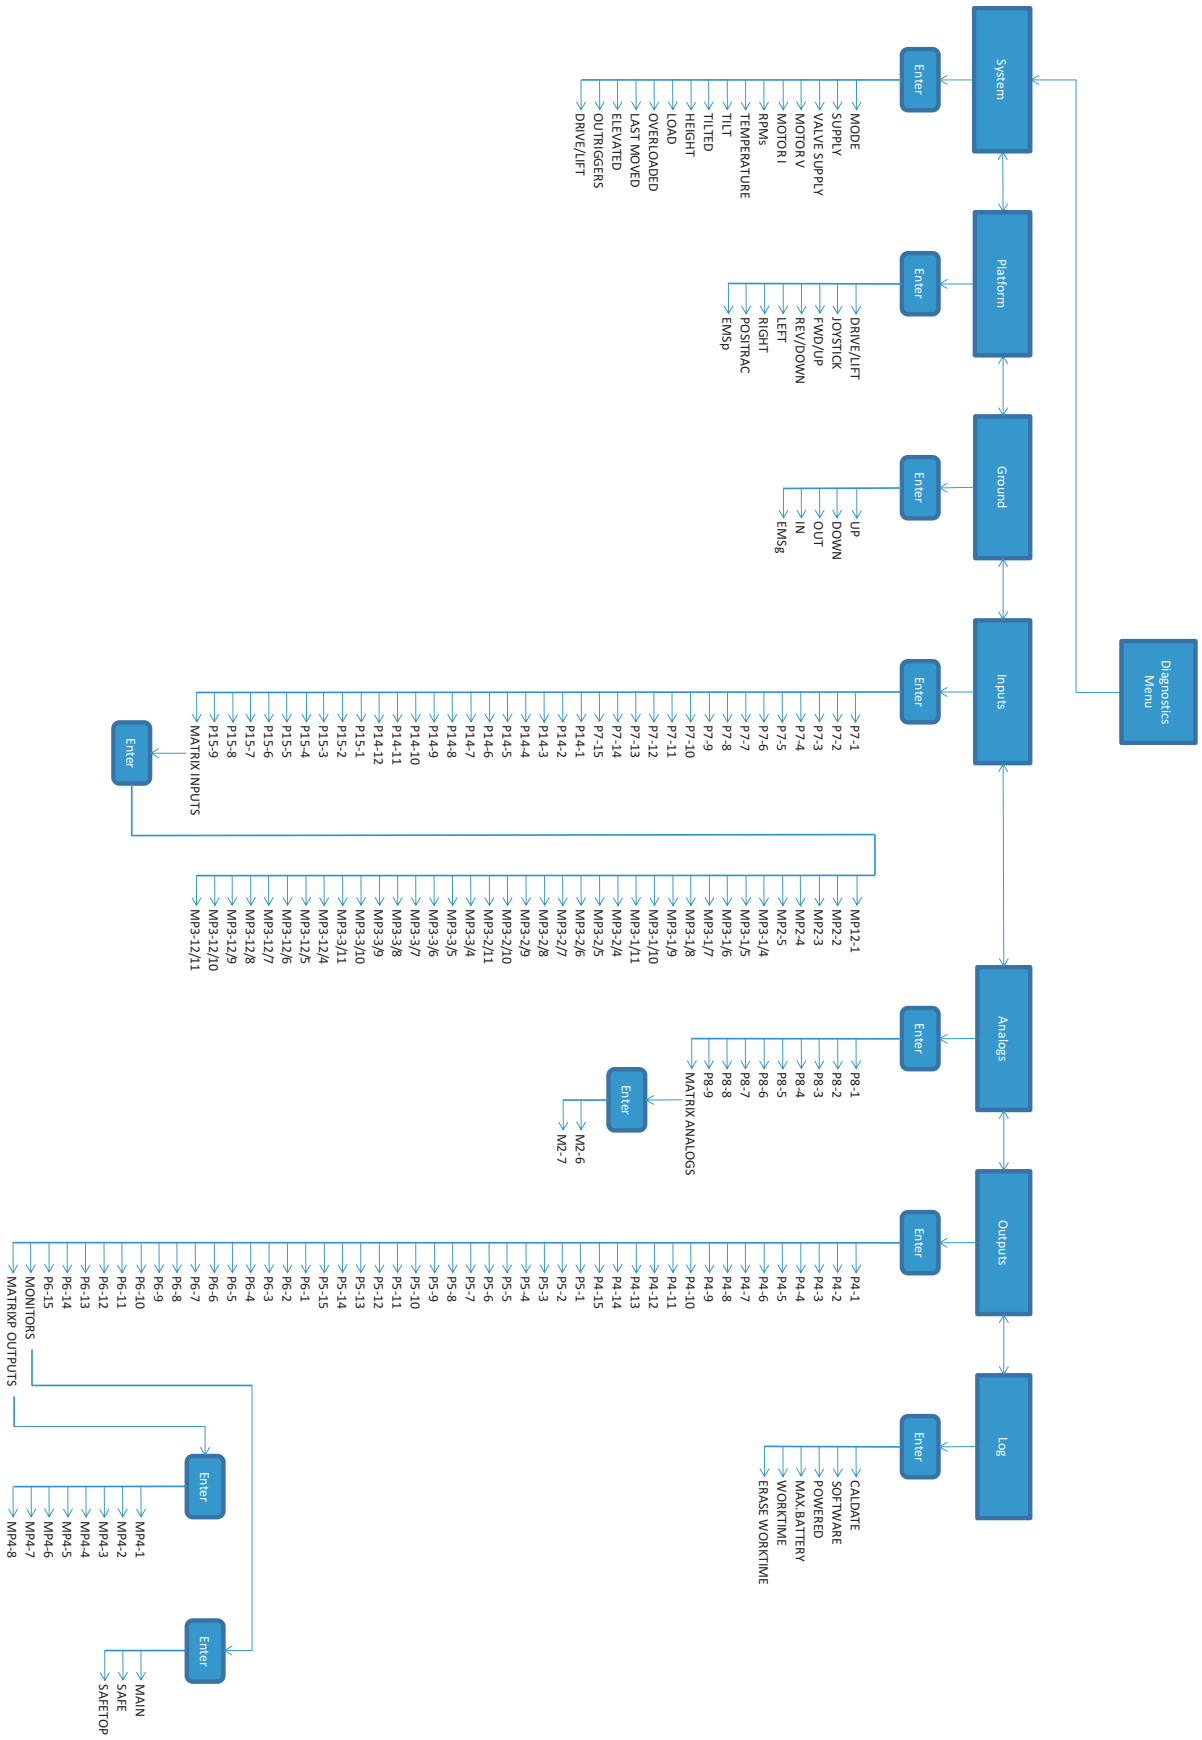 Diagnostics
Menu
System
Enter
MODE
SUPPLY
VALVE SUPPLY
MOTOR V
MOTOR I
RPMs
TEMPERATURE
TILT
TILTED
HEIGHT
LOAD
OVERLOADED
LAST MOVED
ELEVATED
OUTRIGGERS
DRIVE/LIFT
Platform
Enter
DRIVE/LIFT
JOYSTICK
FWD/UP
REV/DOWN
LEFT
RIGHT
POSITRAC
EMSp
Ground
Enter
UP
DOWN
OUT
IN
EMSg
Inputs
Enter
P7-1
P7-2
P7-3
P7-4
P7-5
P7-6
P7-7
P7-8
P7-9
P7-10
P7-11
P7-12
P7-13
P7-14
P7-15
P14-1
P14-2
P14-3
P14-4
P14-5
P14-6
P14-7
P14-8
P14-9
P14-10
P14-11
P14-12
P15-1
P15-2
P15-3
P15-4
P15-5
P15-6
P15-7
P15-8
P15-9
MATRIX INPUTS
Enter
MP12-1
MP2-2
MP2-3
MP2-4
MP2-5
MP3-1/4
MP3-1/5
MP3-1/6
MP3-1/7
MP3-1/8
MP3-1/9
MP3-1/10
MP3-1/11
MP3-2/4
MP3-2/5
MP3-2/6
MP3-2/7
MP3-2/8
MP3-2/9
MP3-2/10
MP3-2/11
MP3-3/4
MP3-3/5
MP3-3/6
MP3-3/7
MP3-3/8
MP3-3/9
MP3-3/10
MP3-3/11
MP3-12/4
MP3-12/5
MP3-12/6
MP3-12/7
MP3-12/8
MP3-12/9
MP3-12/10
MP3-12/11
Analogs
Enter
P8-1
P8-2
P8-3
P8-4
P8-5
P8-6
P8-7
P8-8
P8-9
MATRIX ANALOGS
Enter
M2-6
M2-7
Outputs
Enter
P4-1
P4-2
P4-3
P4-4
P4-5
P4-6
P4-7
P4-8
P4-9
P4-10
P4-11
P4-12
P4-13
P4-14
P4-15
P5-1
P5-2
P5-3
P5-4
P5-5
P5-6
P5-7
P5-8
P5-9
P5-10
P5-11
P5-12
P5-13
P5-14
P5-15
P6-1
P6-2
P6-3
P6-4
P6-5
P6-6
P6-7
P6-8
P6-9
P6-10
P6-11
P6-12
P6-13
P6-14
P6-15
MONITORS
MATRIXP OUTPUTS
Enter
MP4-1
MP4-2
MP4-3
MP4-4
MP4-5
MP4-6
MP4-7
MP4-8
Enter
MAIN
SAFE
SAFETOP
Log
Enter
CALDATE
SOFTWARE
POWERED
MAX.BATTERY
WORKTIME
ERASE WORKTIME